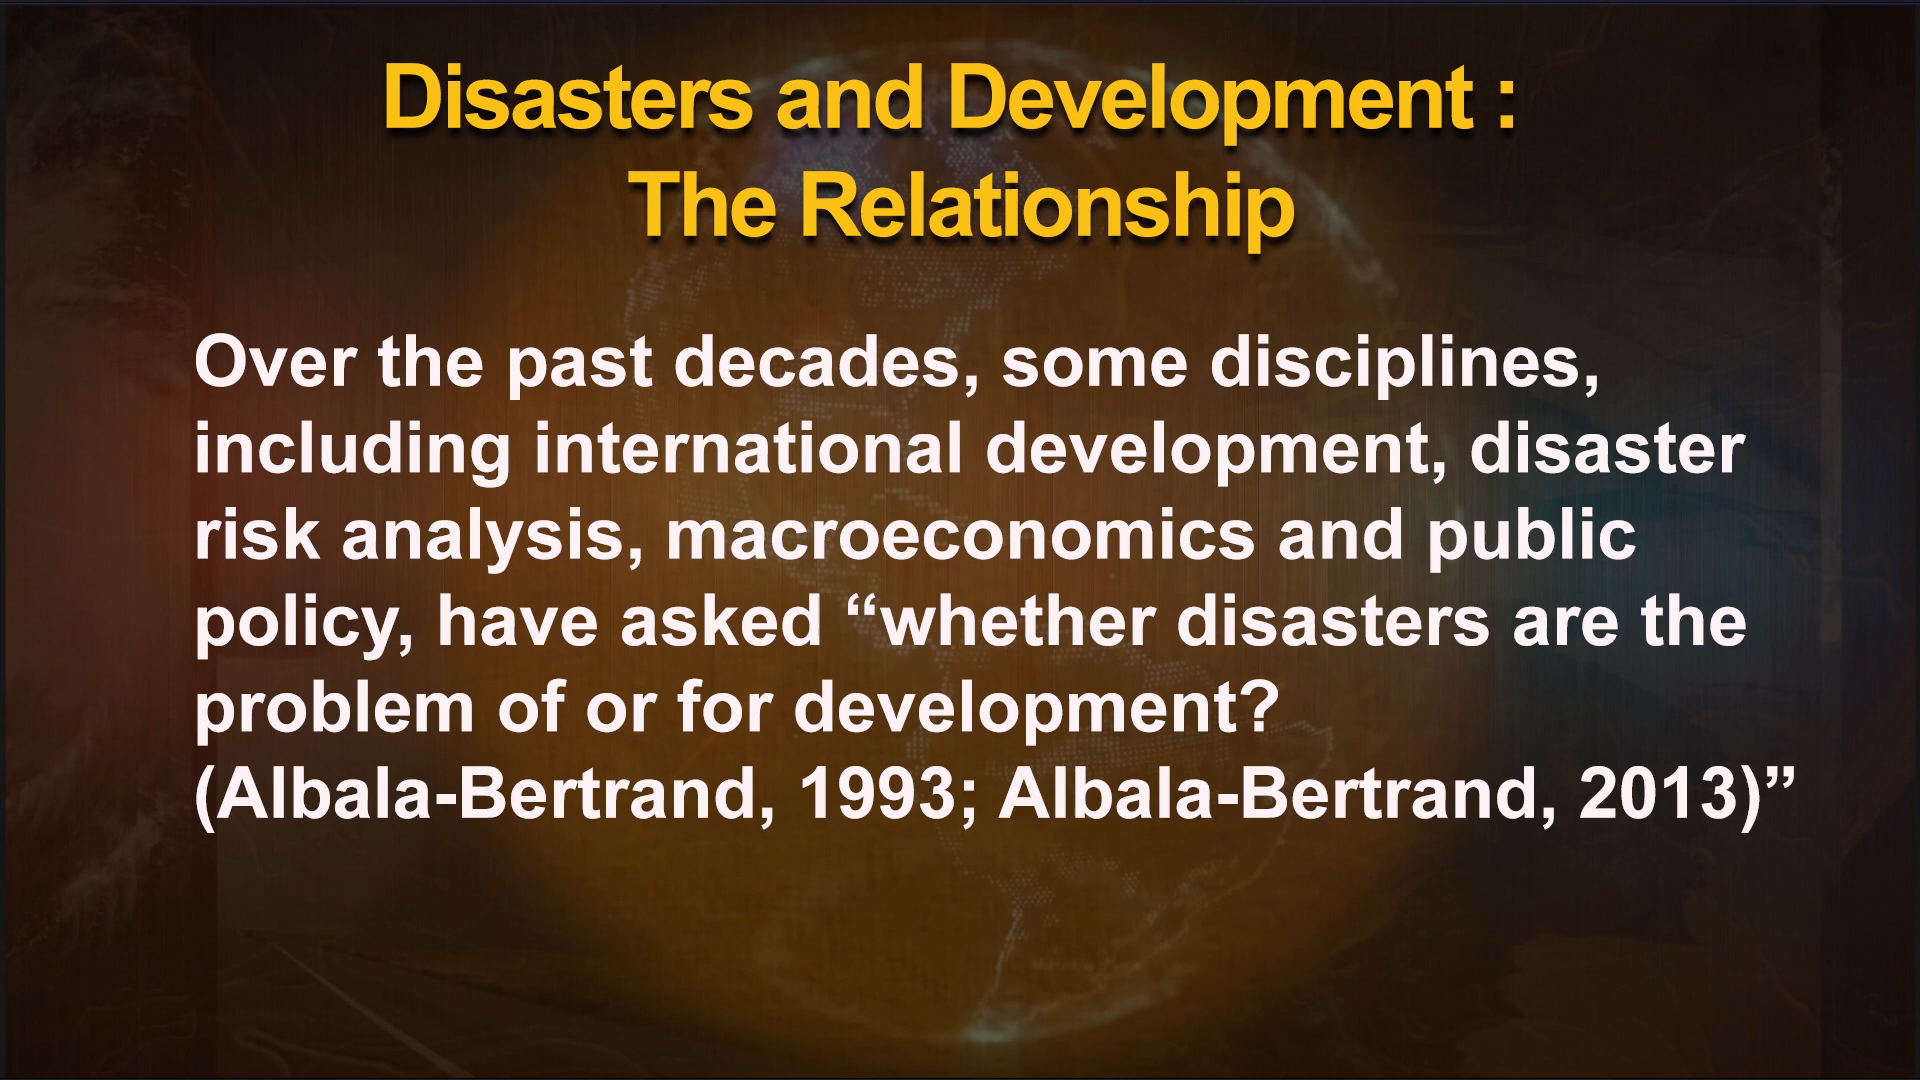 Disasters and Development :
The Relationship
Over the past decades, some disciplines,
including international development, disaster
risk analysis, macroeconomics and public
policy, have asked “whether disasters are the
problem of or for development?
(Albala-Bertrand, 1993; Albala-Bertrand, 2013)”